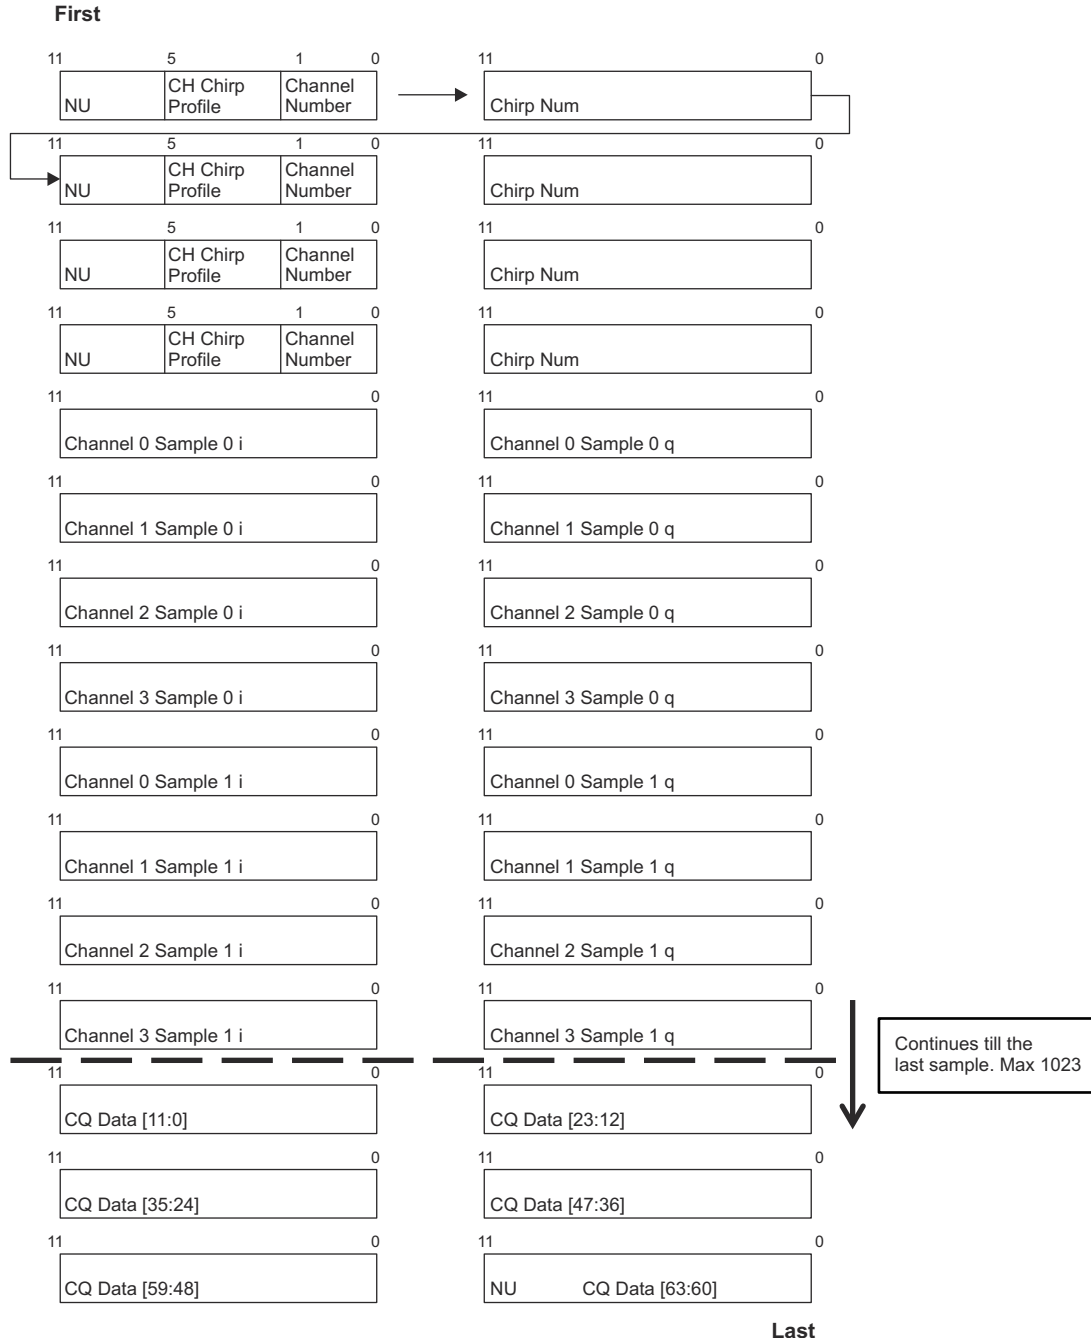 First
11 5 1 0 11 0
NU CH Chirp Profile Channel Number Chirp Num
11 5 1 0 11 0
NU CH Chirp Profile Channel Number Chirp Num
11 5 1 0 11 0
NU CH Chirp Profile Channel Number Chirp Num
11 5 1 0 11 0
NU CH Chirp Profile Channel Number Chirp Num
11 0 11 0
Channel 0 Sample 0 i Channel 0 Sample 0 q
11 0 11 0
Channel 1 Sample 0 i Channel 1 Sample 0 q
11 0 11 0
Channel 2 Sample 0 i Channel 2 Sample 0 q
11 0 11 0
Channel 3 Sample 0 i Channel 3 Sample 0 q
11 0 11 0
Channel 0 Sample 1 i Channel 0 Sample 1 q
11 0 11 0
Channel 1 Sample 1 i Channel 1 Sample 1 q
11 0 11 0
Channel 2 Sample 1 i Channel 2 Sample 1 q
11 0 11 0
Channel 3 Sample 1 i Channel 3 Sample 1 q
Continues till the
last sample. Max 1023
11 0 11 0
CQ Data [11:0] CQ Data [23:12]
11 0 11 0
CQ Data [35:24] CQ Data [47:36]
11 0 11 0
CQ Data [59:48] NU CQ Data [63:60]
Last